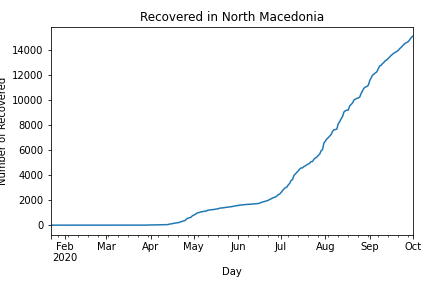 Recovered in North Macedonia
Number of Recovered
14000
12000
10000
8000
6000
4000
2000
0
Feb Mar Apr May Jun Jul Aug Sep Oct
2020
Day